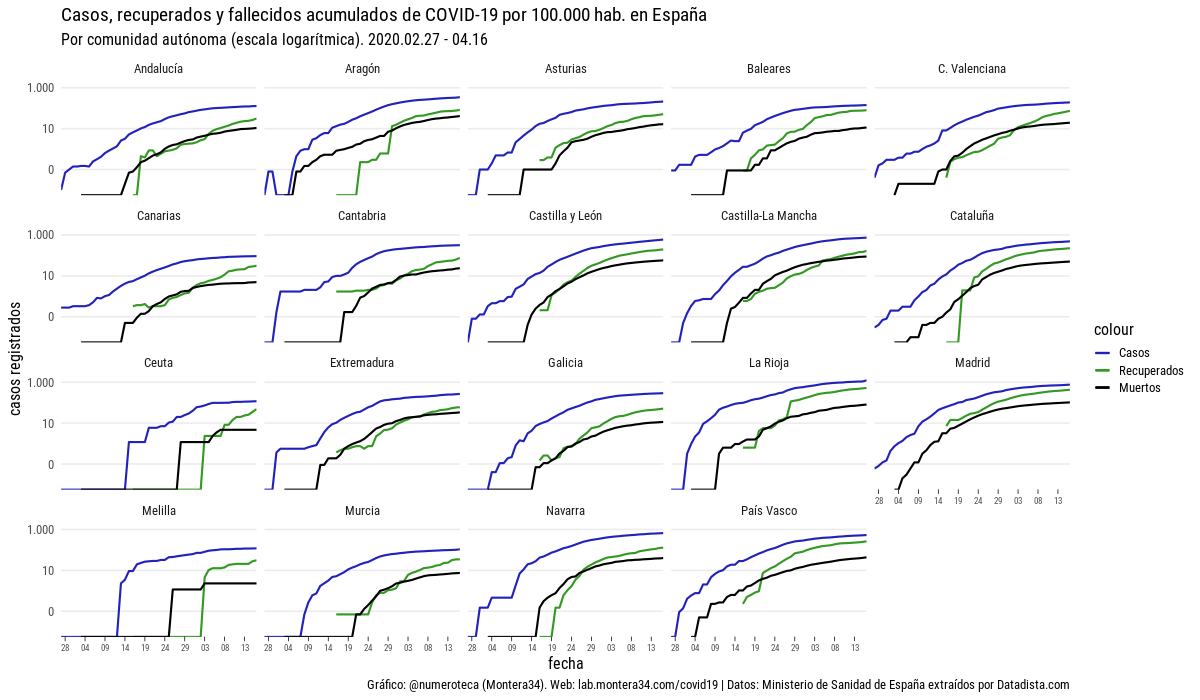 Casos, recuperados y fallecidos acumulados de COVID-19 por 100.000 hab. en España
Por comunidad autónoma (escala logarítmica). 2020.02.27 - 04.16
Andalucía Aragón Asturias Baleares C. Valenciana
1.000
10
0
Canarias Cantabria Castilla y León Castilla-La Mancha Cataluña
1.000
10
0
casos registrados
colour
Casos
Recuperados
Muertos
Ceuta Extremadura Galicia La Rioja Madrid
1.000
10
0
28 04 09 14 19 24 29 03 08 13
Melilla Murcia Navarra País Vasco
1.000
10
0
28 04 09 14 19 24 29 03 08 13 28 04 09 14 19 24 29 03 08 13 28 04 09 14 19 24 29 03 08 13 28 04 09 14 19 24 29 03 08 13
fecha
Gráfico: @numeroteca (Montera34). Web: lab.montera34.com/covid19 | Datos: Ministerio de Sanidad de España extraídos por Datadista.com